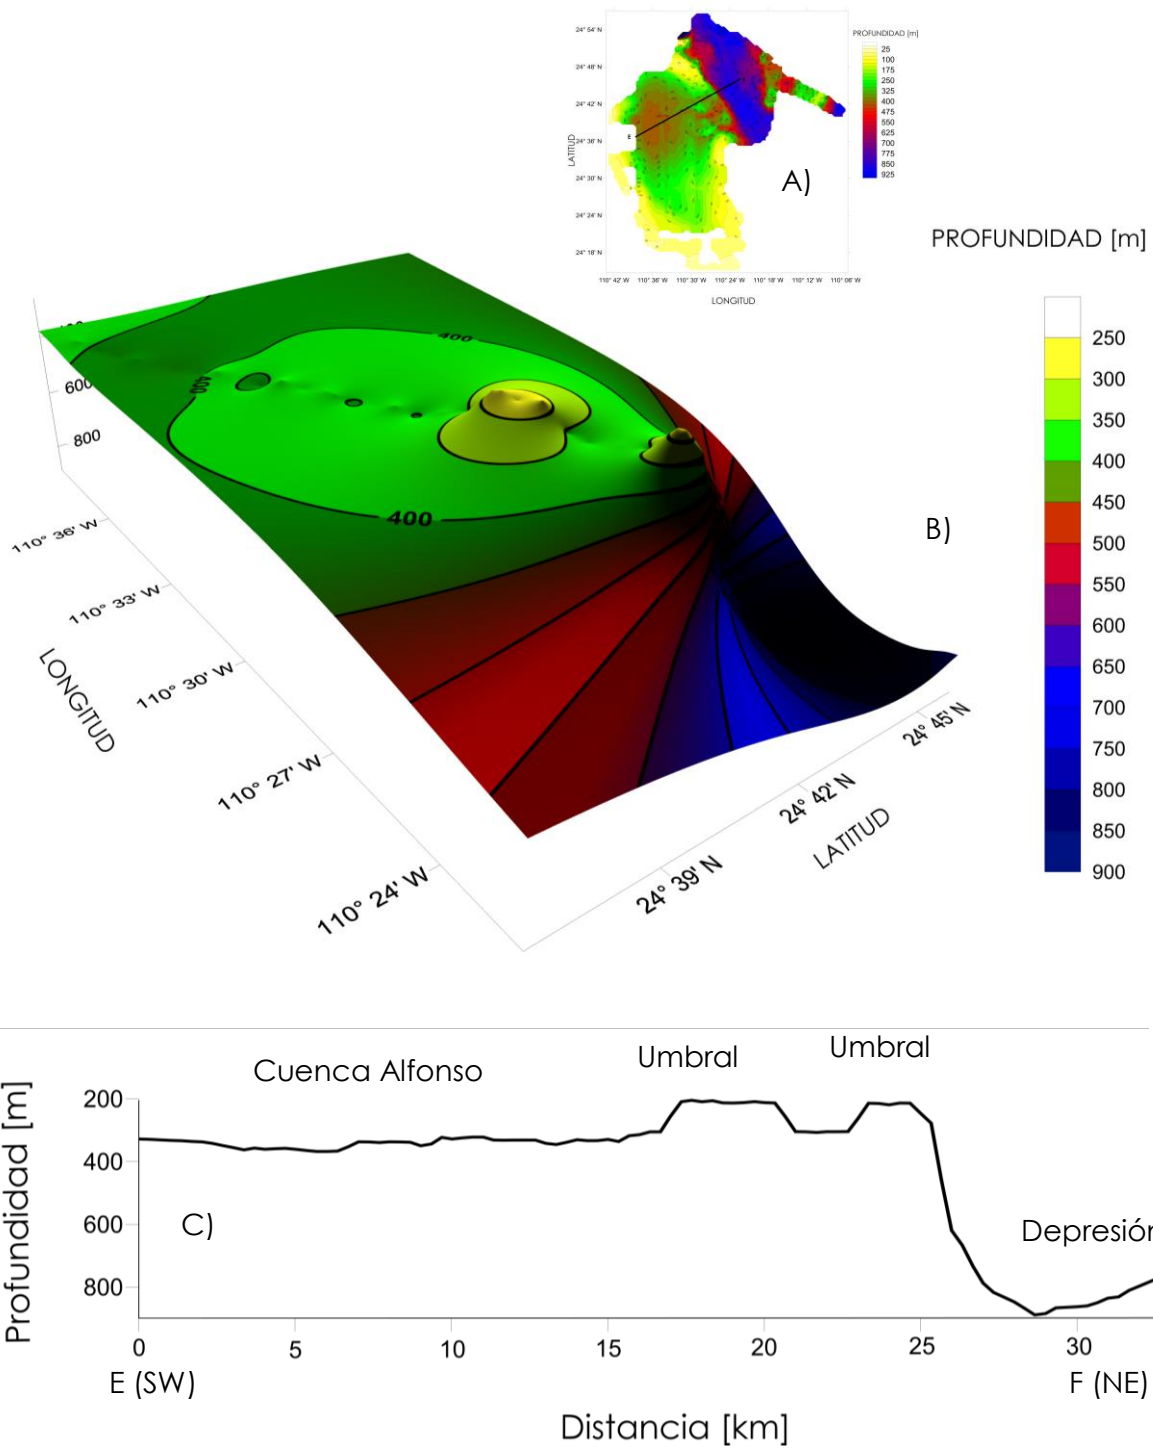 PROFUNDIDAD [m]
24° 54' N
24° 48' N
24° 42' N
24° 36' N
24° 30' N
24° 24' N
24° 18' N
LATITUD
E
25
100
175
250
325
400
475
550
625
700
775
850
925
A)
110° 42' W 110° 36' W 110° 30' W 110° 24' W 110° 18' W 110° 12' W 110° 06' W
LONGITUD
PROFUNDIDAD [m]
250
300
350
400
450
500
550
600
650
700
750
800
850
900
B)
400
400
400
600
800
110° 36' W
110° 33' W
110° 30' W
110° 27' W
110° 24' W
LONGITUD
24° 45' N
24° 42' N
24° 39' N
LATITUD
Cuenca Alfonso
Umbral
Umbral
Profundidad [m]
200
400
600
800
C)
Depresión
0 5 10 15 20 25 30
E (SW)
F (NE)
Distancia [km]